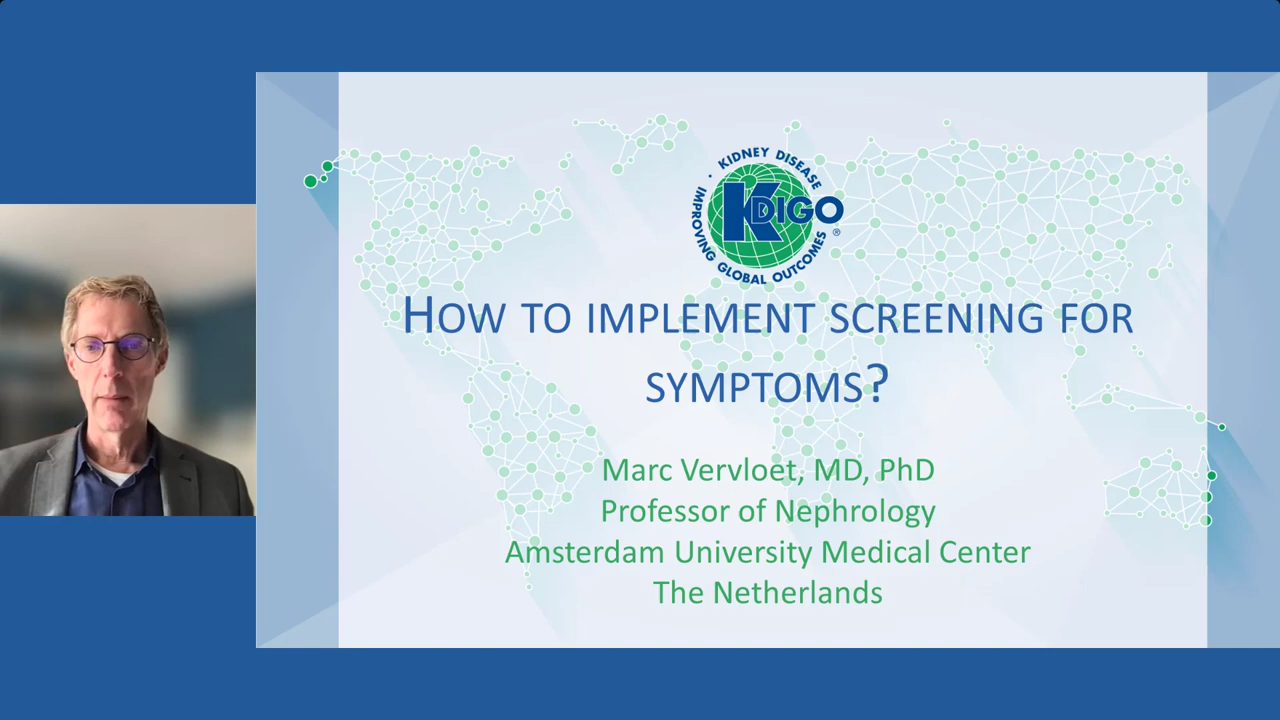 KIDNEY DISEASE
IMPROVING GLOBAL OUTCOMES
KDIGO
®
HOW TO IMPLEMENT SCREENING FOR
SYMPTOMS?
Marc Vervloet, MD, PhD
Professor of Nephrology
Amsterdam University Medical Center
The Netherlands